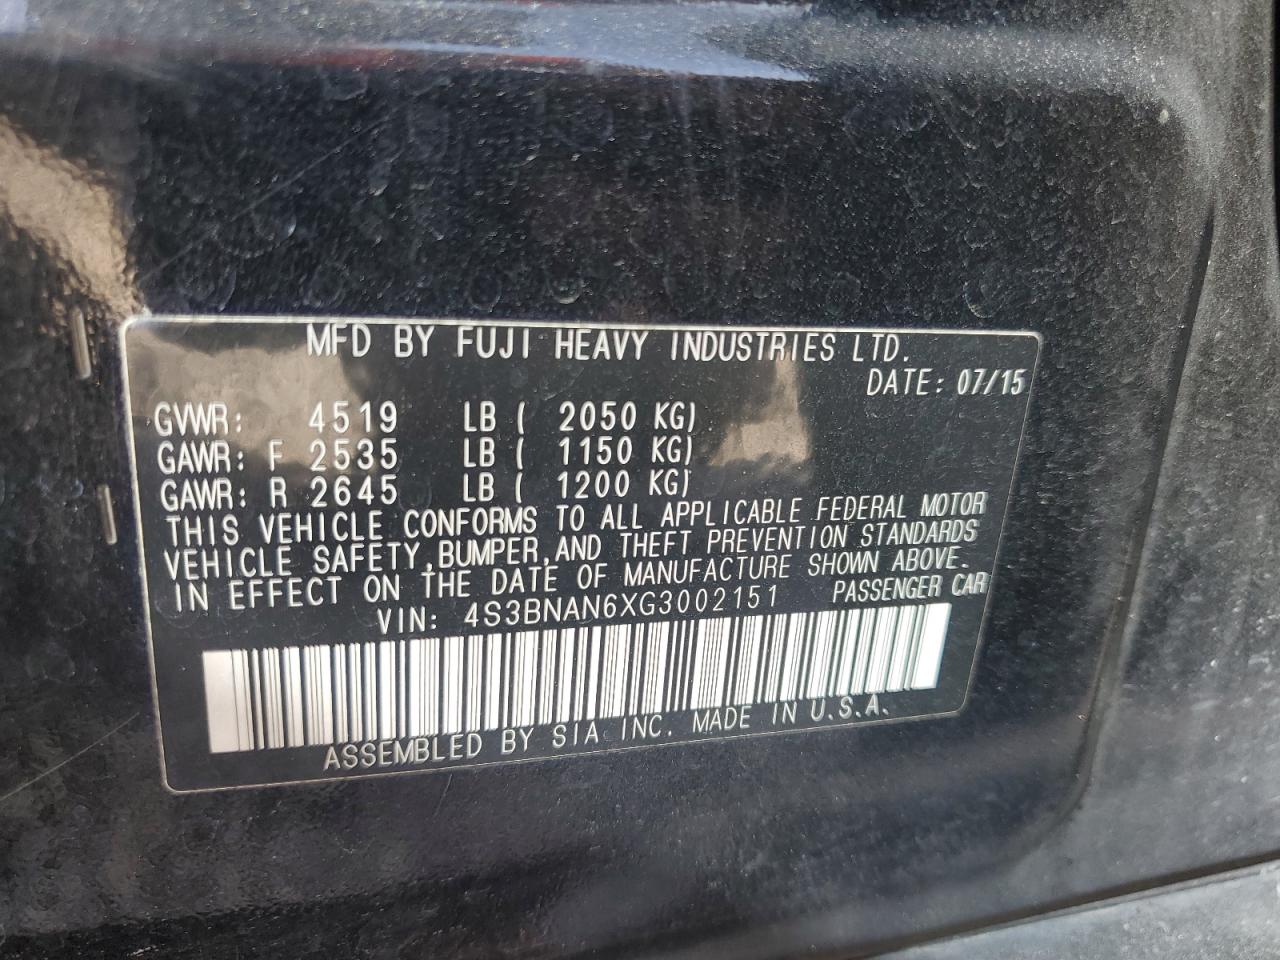 MFD BY FUJI HEAVY INDUSTRIES LTD.
DATE: 07/15
GVWR: 4519 LB ( 2050 KG)
GAWR: F 2535 LB ( 1150 KG)
GAWR: R 2645 LB ( 1200 KG)
THIS VEHICLE CONFORMS TO ALL APPLICABLE FEDERAL MOTOR
VEHICLE SAFETY, BUMPER, AND THEFT PREVENTION STANDARDS
IN EFFECT ON THE DATE OF MANUFACTURE SHOWN ABOVE.
VIN: 4S3BNAN6XG3002151 PASSENGER CAR
ASSEMBLED BY SIA INC. MADE IN U.S.A.